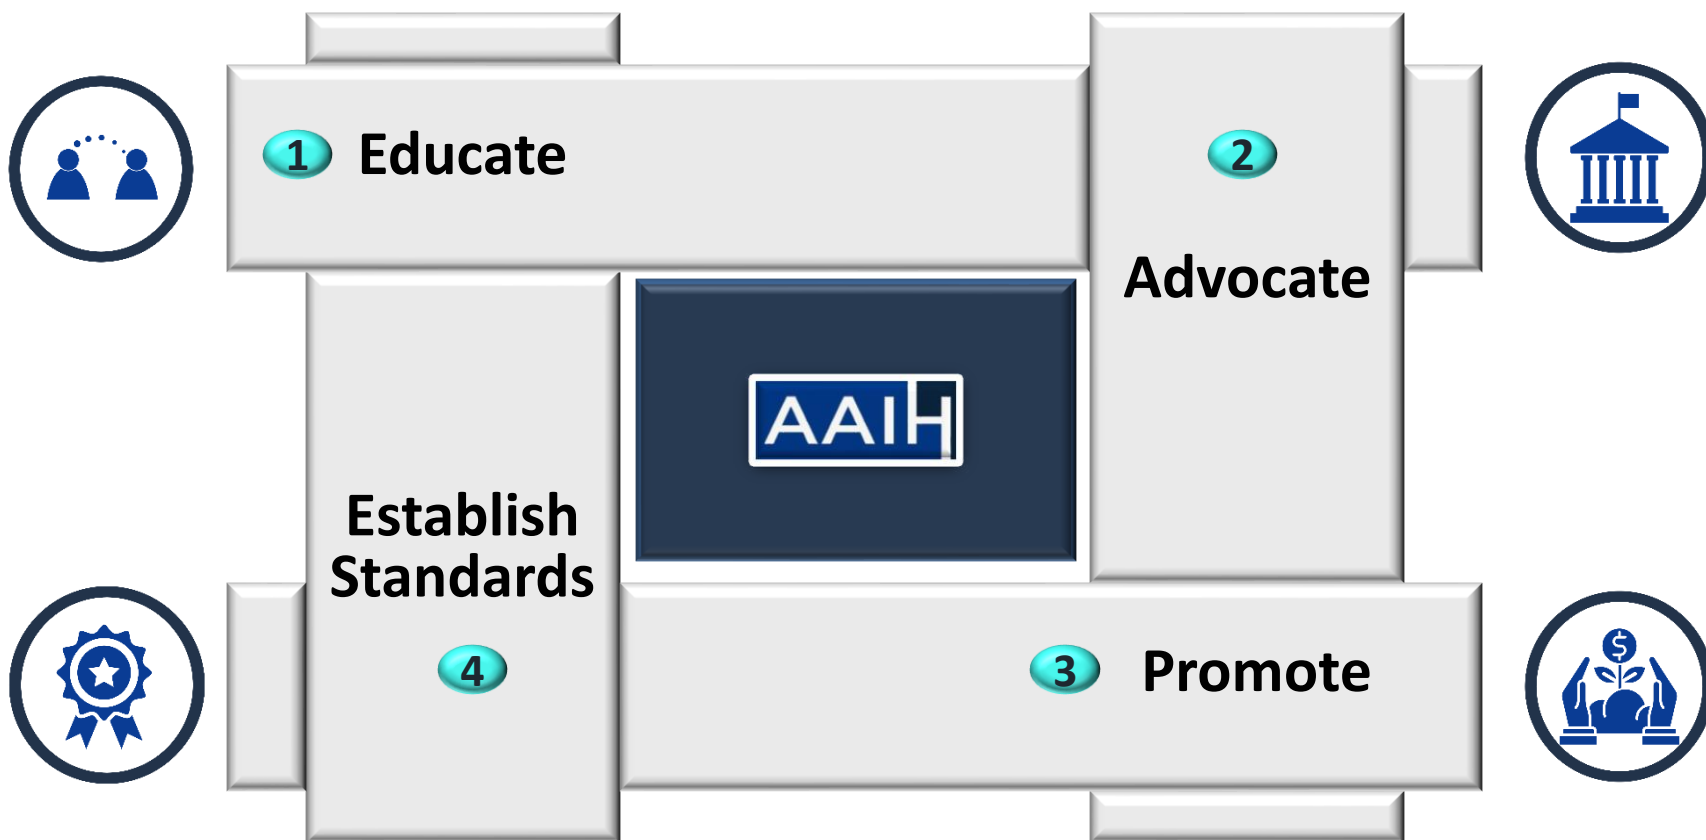 1 Educate
2
Advocate
AAIH
Establish
Standards
4
3 Promote
$